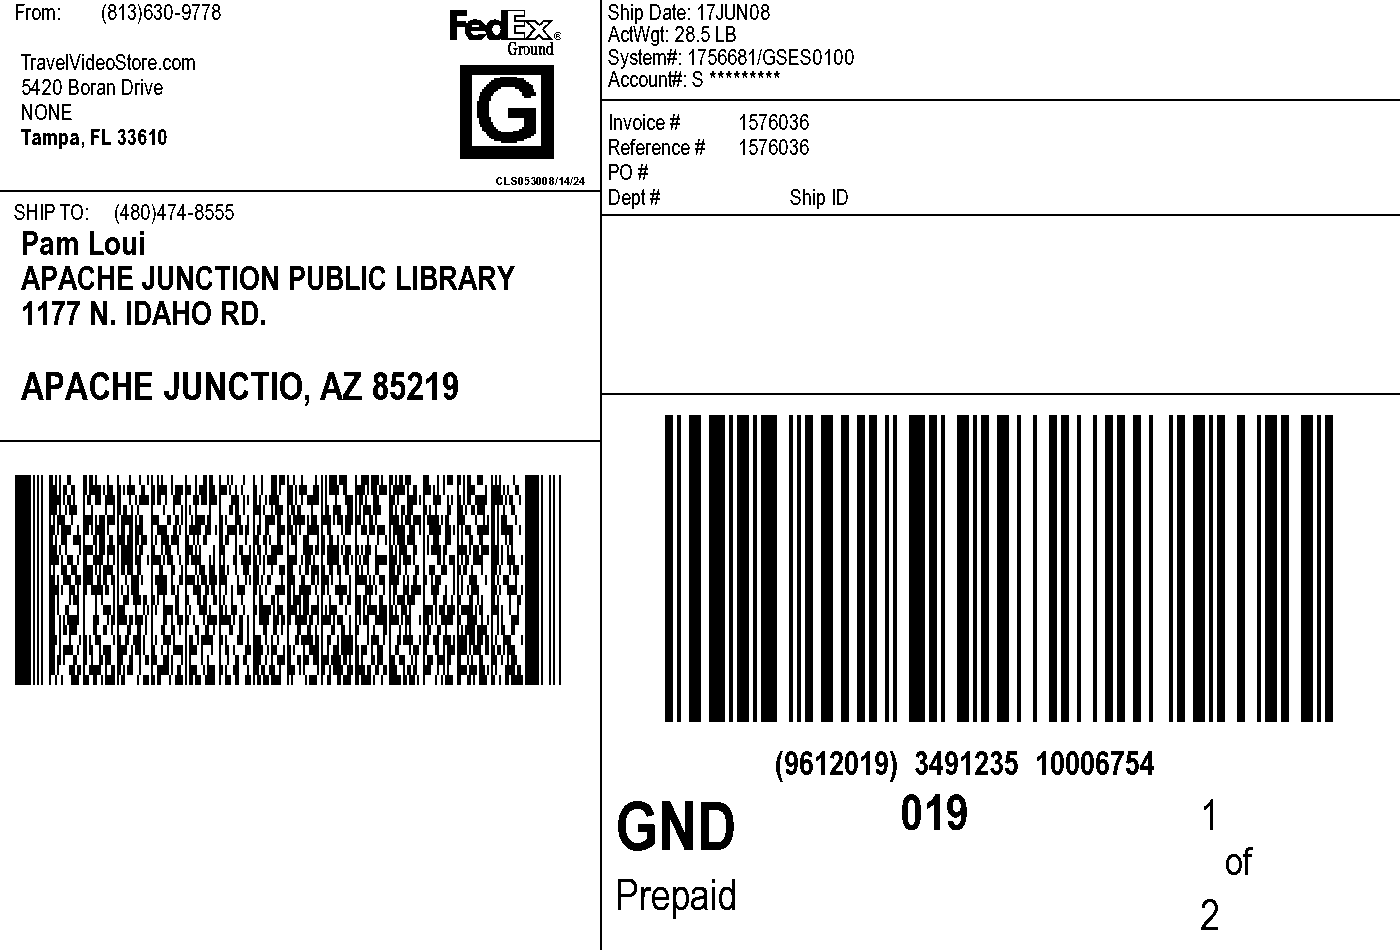 From: (813)630-9778
TravelVideoStore.com
5420 Boran Drive
NONE
Tampa, FL 33610
FedEx®
Ground
G
CLS053008/14/24
Ship Date: 17JUN08
ActWgt: 28.5 LB
System#: 1756681/GSES0100
Account#: S *********
Invoice # 1576036
Reference # 1576036
PO #
Dept # Ship ID
SHIP TO: (480)474-8555
Pam Loui
APACHE JUNCTION PUBLIC LIBRARY
1177 N. IDAHO RD.
APACHE JUNCTIO, AZ 85219
(9612019) 3491235 10006754
GND 019 1
of
Prepaid 2